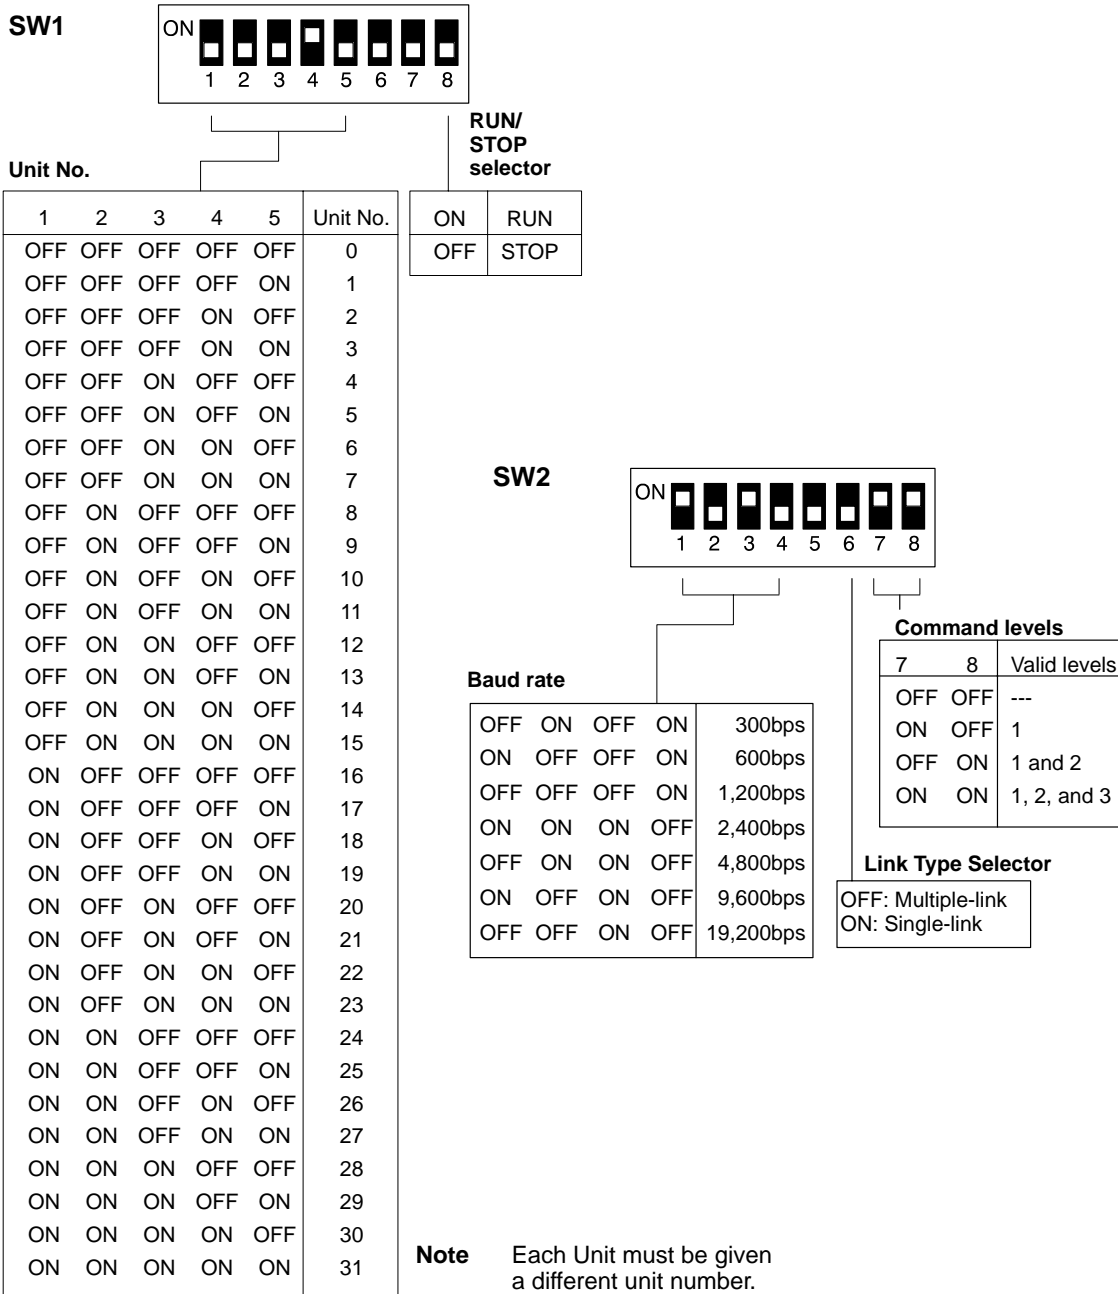 SW1
ON
1 2 3 4 5 6 7 8
RUN/
STOP
selector
Unit No.
1 2 3 4 5 Unit No.
OFF OFF OFF OFF OFF 0
OFF OFF OFF OFF ON 1
OFF OFF OFF ON OFF 2
OFF OFF OFF ON ON 3
OFF OFF ON OFF OFF 4
OFF OFF ON OFF ON 5
OFF OFF ON ON OFF 6
OFF OFF ON ON ON 7
OFF ON OFF OFF OFF 8
OFF ON OFF OFF ON 9
OFF ON OFF ON OFF 10
OFF ON OFF ON ON 11
OFF ON ON OFF OFF 12
OFF ON ON OFF ON 13
OFF ON ON ON OFF 14
OFF ON ON ON ON 15
ON OFF OFF OFF OFF 16
ON OFF OFF OFF ON 17
ON OFF OFF ON OFF 18
ON OFF OFF ON ON 19
ON OFF ON OFF OFF 20
ON OFF ON OFF ON 21
ON OFF ON ON OFF 22
ON OFF ON ON ON 23
ON ON OFF OFF OFF 24
ON ON OFF OFF ON 25
ON ON OFF ON OFF 26
ON ON OFF ON ON 27
ON ON ON OFF OFF 28
ON ON ON OFF ON 29
ON ON ON ON OFF 30
ON ON ON ON ON 31
ON RUN
OFF STOP
SW2
ON
1 2 3 4 5 6 7 8
Baud rate
OFF ON OFF ON 300bps
ON OFF OFF ON 600bps
OFF OFF OFF ON 1,200bps
ON ON ON OFF 2,400bps
OFF ON ON OFF 4,800bps
ON OFF ON OFF 9,600bps
OFF OFF ON OFF 19,200bps
Command levels
7 8 Valid levels
OFF OFF ---
ON OFF 1
OFF ON 1 and 2
ON ON 1, 2, and 3
Link Type Selector
OFF: Multiple-link
ON: Single-link
Note Each Unit must be given
a different unit number.